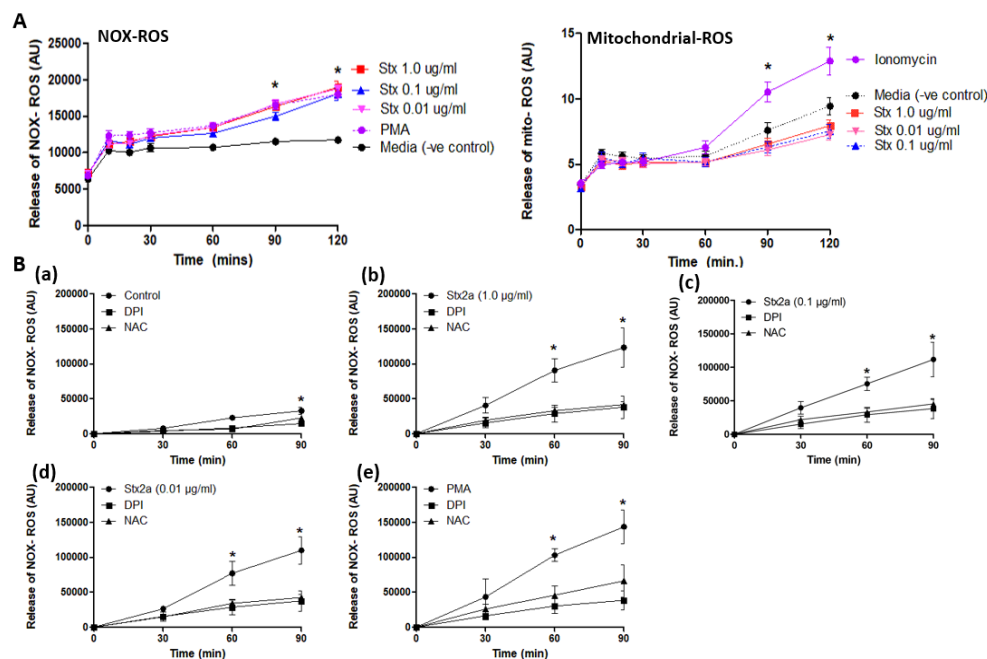 A
NOX-ROS
Release of NOX- ROS (AU)
25000
20000
15000
10000
5000
0
0
30
60
90
120
Time (mins)
*
*
Stx 1.0 ug/ml
Stx 0.1 ug/ml
Stx 0.01 ug/ml
PMA
Media (-ve control)
Mitochondrial-ROS
Release of mito- ROS (AU)
15
10
5
0
0
30
60
90
120
Time (min.)
*
*
Ionomycin
Media (-ve control)
Stx 1.0 ug/ml
Stx 0.01 ug/ml
Stx 0.1 ug/ml
B
(a)
Release of NOX- ROS (AU)
200000
150000
100000
50000
0
0
30
60
90
Time (min)
Control
DPI
NAC
*
(b)
Release of NOX- ROS (AU)
200000
150000
100000
50000
0
0
30
60
90
Time (min)
Stx2a (1.0 µg/ml)
DPI
NAC
*
*
(c)
Release of NOX- ROS (AU)
200000
150000
100000
50000
0
0
30
60
90
Time (min)
Stx2a (0.1 µg/ml)
DPI
NAC
*
*
(d)
Release of NOX- ROS (AU)
200000
150000
100000
50000
0
0
30
60
90
Time (min)
Stx2a (0.01 µg/ml)
DPI
NAC
*
*
(e)
Release of NOX- ROS (AU)
200000
150000
100000
50000
0
0
30
60
90
Time (min)
PMA
DPI
NAC
*
*